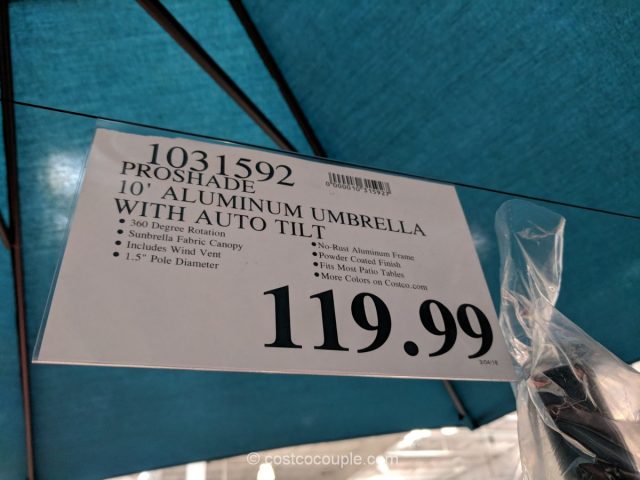 1031592
PROSHADE
10' ALUMINUM UMBRELLA
WITH AUTO TILT
• 360 Degree Rotation
• Sunbrella Fabric Canopy
• Includes Wind Vent
• 1.5" Pole Diameter
• No-Rust Aluminum Frame
• Powder Coated Finish
• Fits Most Patio Tables
• More Colors on Costco.com
119.99
© costcocouple.com